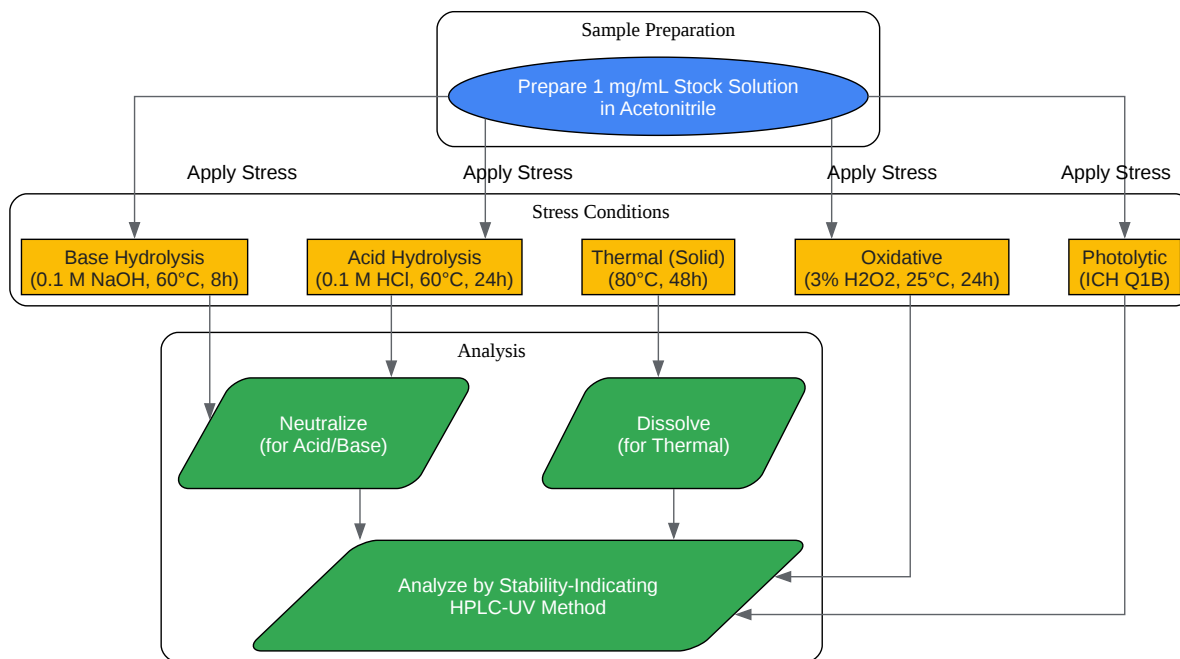 Sample Preparation
Prepare 1 mg/mL Stock Solution
in Acetonitrile
Apply Stress
Apply Stress
Apply Stress
Apply Stress
Stress Conditions
Base Hydrolysis
(0.1 M NaOH, 60°C, 8h)
Acid Hydrolysis
(0.1 M HCl, 60°C, 24h)
Thermal (Solid)
(80°C, 48h)
Oxidative
(3% H2O2, 25°C, 24h)
Photolytic
(ICH Q1B)
Analysis
Neutralize
(for Acid/Base)
Dissolve
(for Thermal)
Analyze by Stability-Indicating
HPLC-UV Method